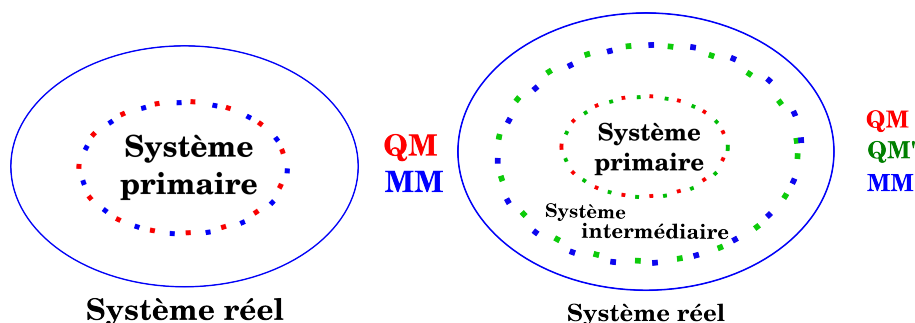 Système
primaire
QM
MM
Système réel
Système
primaire
Système
intermédiaire
QM
QM'
MM
Système réel